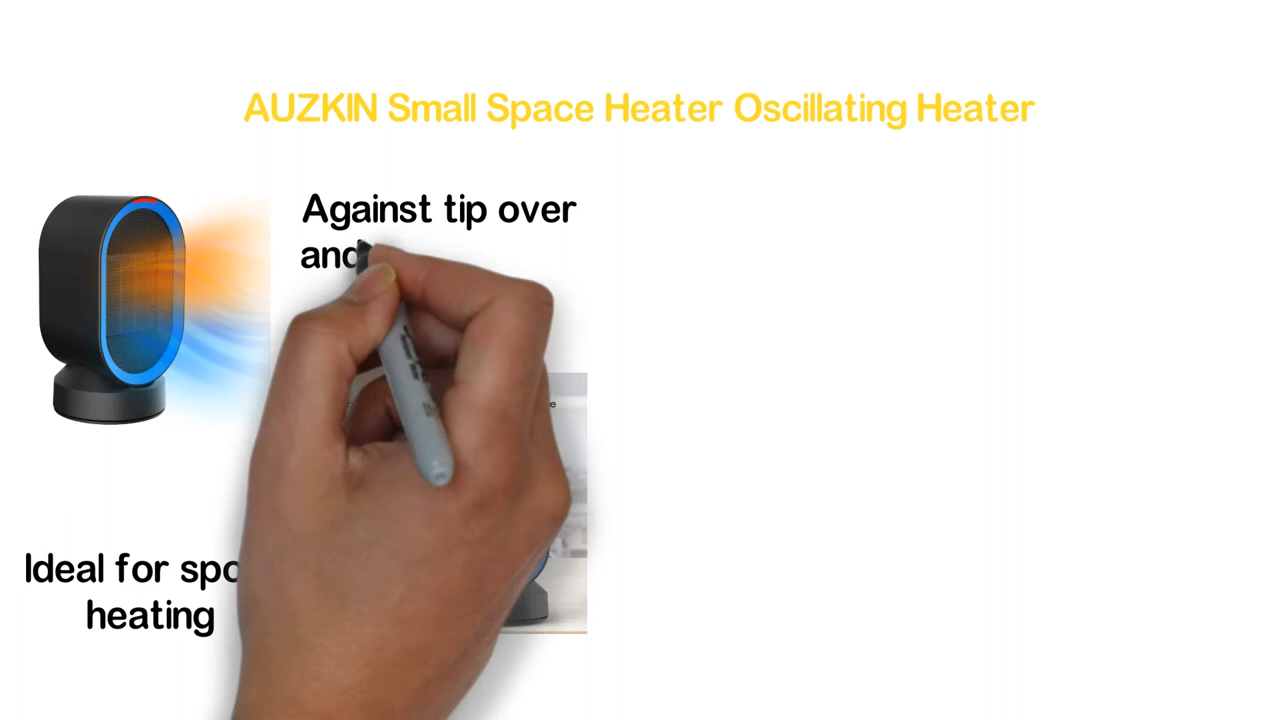 AUZKIN Small Space Heater Oscillating Heater
Against tip over
and
Ideal for spo
heating